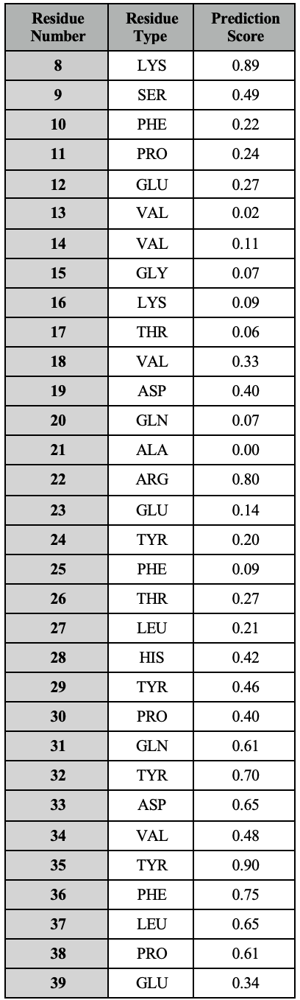 Residue Number Residue Type Prediction Score
8 LYS 0.89
9 SER 0.49
10 PHE 0.22
11 PRO 0.24
12 GLU 0.27
13 VAL 0.02
14 VAL 0.11
15 GLY 0.07
16 LYS 0.09
17 THR 0.06
18 VAL 0.33
19 ASP 0.40
20 GLN 0.07
21 ALA 0.00
22 ARG 0.80
23 GLU 0.14
24 TYR 0.20
25 PHE 0.09
26 THR 0.27
27 LEU 0.21
28 HIS 0.42
29 TYR 0.46
30 PRO 0.40
31 GLN 0.61
32 TYR 0.70
33 ASP 0.65
34 VAL 0.48
35 TYR 0.90
36 PHE 0.75
37 LEU 0.65
38 PRO 0.61
39 GLU 0.34